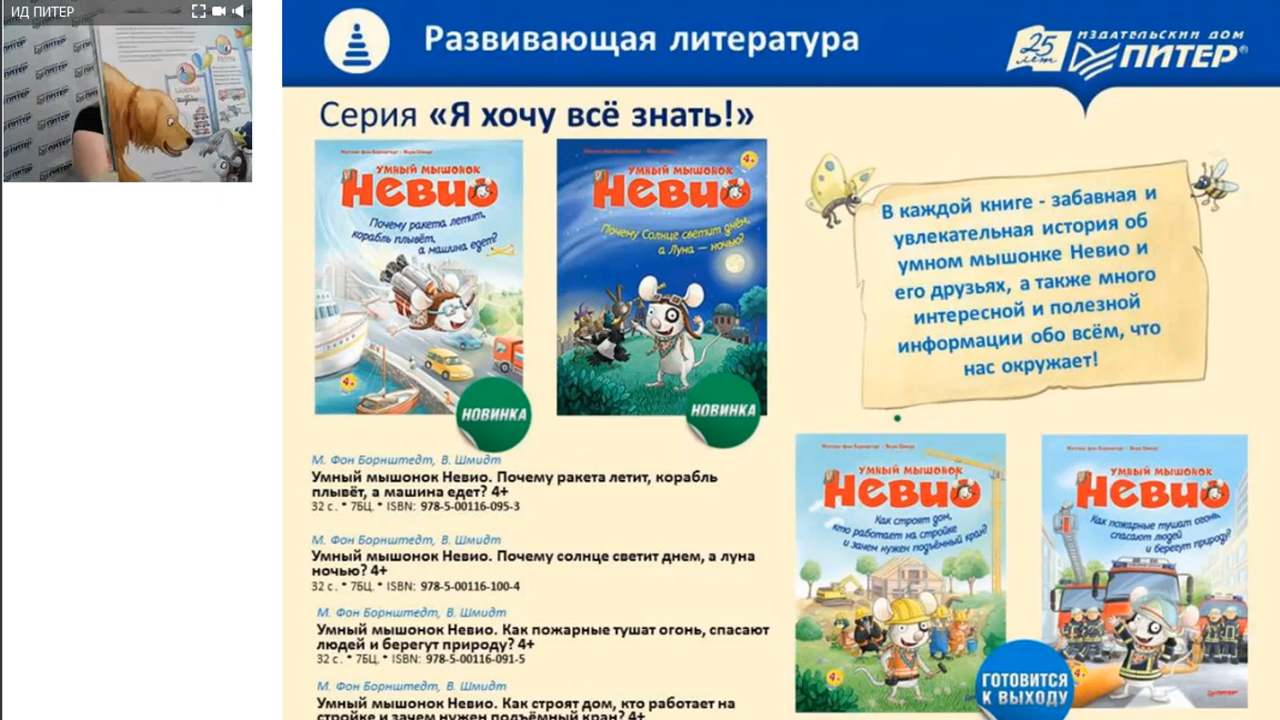 ИД ПИТЕР
Развивающая литература
25 лет
ИЗДАТЕЛЬСКИЙ ДОМ
ПИТЕР®
Серия «Я хочу всё знать!»
УМНЫЙ МЫШОНОК
Невио
Почему ракета летит,
корабль плывёт,
а машина едет?
4+
НОВИНКА
4+
УМНЫЙ МЫШОНОК
Невио
Почему Солнце светит днём,
а Луна — ночью?
НОВИНКА
В каждой книге - забавная и
увлекательная история об
умном мышонке Невио и
его друзьях, а также много
интересной и полезной
информации обо всём, что
нас окружает!
М. Фон Борнштедт, В. Шмидт
Умный мышонок Невио. Почему ракета летит, корабль
плывёт, а машина едет? 4+
32 с. * 7БЦ. * ISBN: 978-5-00116-095-3
М. Фон Борнштедт, В. Шмидт
Умный мышонок Невио. Почему солнце светит днем, а луна
ночью? 4+
32 с. * 7БЦ. * ISBN: 978-5-00116-100-4
М. Фон Борнштедт, В. Шмидт
Умный мышонок Невио. Как пожарные тушат огонь, спасают
людей и берегут природу? 4+
32 с. * 7БЦ. * ISBN: 978-5-00116-091-5
М. Фон Борнштедт, В. Шмидт
Умный мышонок Невио. Как строят дом, кто работает на
стройке и зачем нужен подъёмный кран? 4+
УМНЫЙ МЫШОНОК
Невио
Как строят дом,
кто работает на стройке
и зачем нужен подъёмный кран?
4+
УМНЫЙ МЫШОНОК
Невио
Как пожарные тушат огонь,
спасают людей
и берегут природу?
4+
ПИТЕР
ГОТОВИТСЯ
К ВЫХОДУ